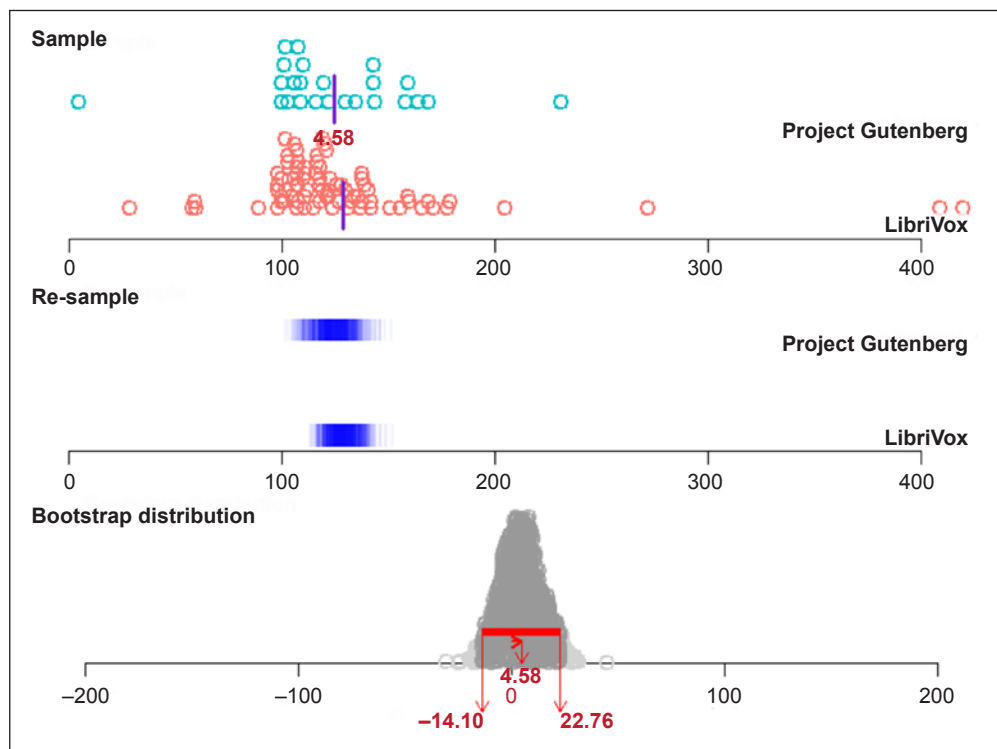 Sample
4.58
Project Gutenberg
LibriVox
0 100 200 300 400
Re-sample
Project Gutenberg
LibriVox
0 100 200 300 400
Bootstrap distribution
4.58
–200 –100 0 100 200
–14.10 22.76